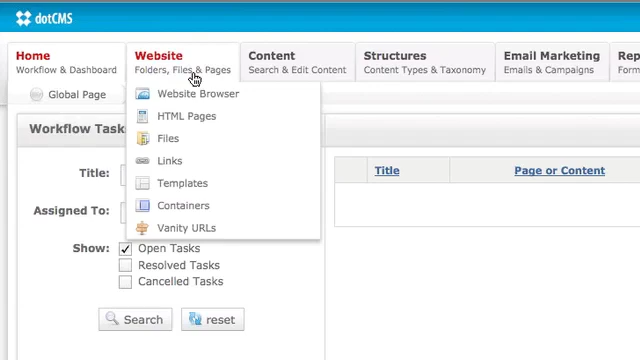 dotCMS
Home
Workflow & Dashboard
Website
Folders, Files & Pages
Content
Search & Edit Content
Structures
Content Types & Taxonomy
Email Marketing
Emails & Campaigns
Global Page
Website Browser
HTML Pages
Files
Links
Templates
Containers
Vanity URLs
Workflow Task
Title:
Assigned To:
Show:
Open Tasks
Resolved Tasks
Cancelled Tasks
Search
reset
Title
Page or Content